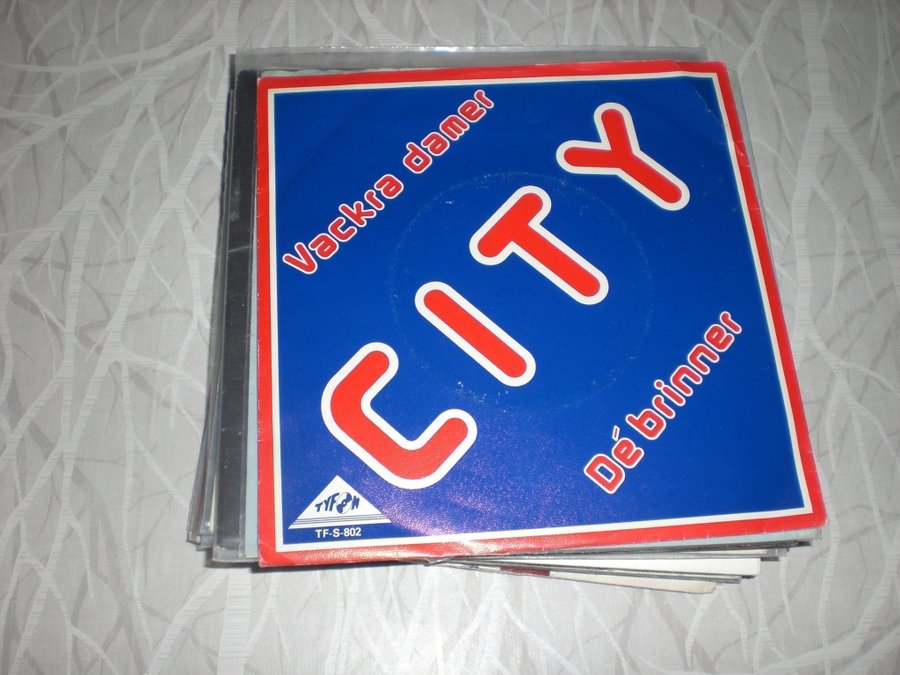 Vackra damer
CITY
Dé brinner
TYFON
TF-S-802